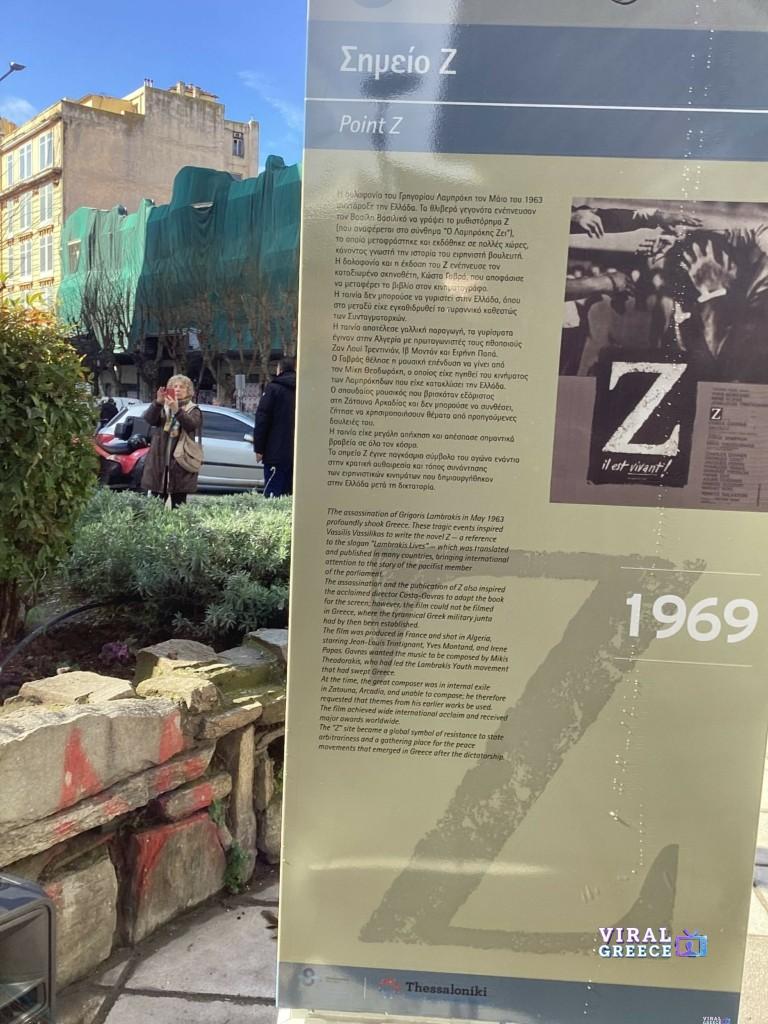 Σημείο Z
Point Z
Η δολοφονία του Γρηγορίου Λαμπράκη τον Μάιο του 1963
συντάραξε την Ελλάδα. Τα θλιβερά γεγονότα ενέπνευσαν
τον Βασίλη Βασιλικό να γράψει το μυθιστόρημα Ζ
(που αναφέρεται στο σύνθημα "Ο Λαμπράκης Ζει"),
το οποίο μεταφράστηκε και εκδόθηκε σε πολλές χώρες,
κάνοντας γνωστή την ιστορία του ειρηνιστή βουλευτή.
Η δολοφονία και η έκδοση του Ζ ενέπνευσε τον
καταξιωμένο σκηνοθέτη, Κώστα Γαβρά, που αποφάσισε
να μεταφέρει το βιβλίο στον κινηματογράφο.
Η ταινία δεν μπορούσε να γυριστεί στην Ελλάδα, όπου
στο μεταξύ είχε εγκαθιδρυθεί το τυραννικό καθεστώς
των Συνταγματαρχών.
Η ταινία αποτέλεσε γαλλική παραγωγή, τα γυρίσματα
έγιναν στην Αλγερία με πρωταγωνιστές τους ηθοποιούς
Ζαν Λουί Τρεντινιάν, Ιβ Μοντάν και Ειρήνη Παπά.
Ο Γαβράς θέλησε η μουσική επένδυση να γίνει από
τον Μίκη Θεοδωράκη, ο οποίος είχε ηγηθεί του κινήματος
των Λαμπράκηδων που είχε κατακλύσει την Ελλάδα.
Ο σπουδαίος μουσικός που βρισκόταν εξόριστος
στη Ζάτουνα Αρκαδίας και δεν μπορούσε να συνθέσει,
ζήτησε να χρησιμοποιήσουν θέματα από προηγούμενες
δουλειές του.
Η ταινία είχε μεγάλη απήχηση και απέσπασε σημαντικά
βραβεία σε όλο τον κόσμο.
Το σημείο Ζ έγινε παγκόσμιο σύμβολο του αγώνα ενάντια
στην κρατική αυθαιρεσία και τόπος συνάντησης
των ειρηνιστικών κινημάτων που δημιουργήθηκαν
στην Ελλάδα μετά τη δικτατορία.
Z
il est vivant!
Z
TThe assassination of Grigoris Lambrakis in May 1963
profoundly shook Greece. These tragic events inspired
Vassilis Vassilikos to write the novel Z — a reference
to the slogan "Lambrakis Lives" — which was translated
and published in many countries, bringing international
attention to the story of the pacifist member
of the parliament.
The assassination and the publication of Z also inspired
the acclaimed director Costa-Gavras to adapt the book
for the screen; however, the film could not be filmed
in Greece, where the tyrannical Greek military junta
had by then been established.
The film was produced in France and shot in Algeria,
starring Jean-Louis Trintignant, Yves Montand, and Irene
Papas. Gavras wanted the music to be composed by Mikis
Theodorakis, who had led the Lambrakis Youth movement
that had swept Greece.
At the time, the great composer was in internal exile
in Zatouna, Arcadia, and unable to compose; he therefore
requested that themes from his earlier works be used.
The film achieved wide international acclaim and received
major awards worldwide.
The "Z" site became a global symbol of resistance to state
arbitrariness and a gathering place for the peace
movements that emerged in Greece after the dictatorship.
1969
Z
VIRAL
GREECE
Thessaloniki
VIRAL